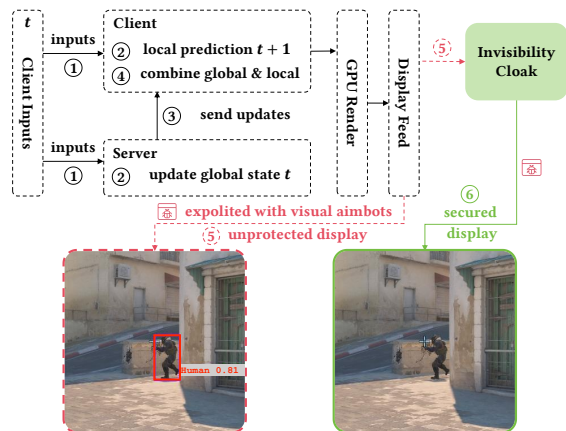 t
Client Inputs
inputs
①
Client
② local prediction t + 1
④ combine global & local
③ send updates
inputs
①
Server
② update global state t
GPU Render
Display Feed
⑤
Invisibility
Cloak
expolited with visual aimbots
⑤ unprotected display
⑥
secured
display
Human 0.81